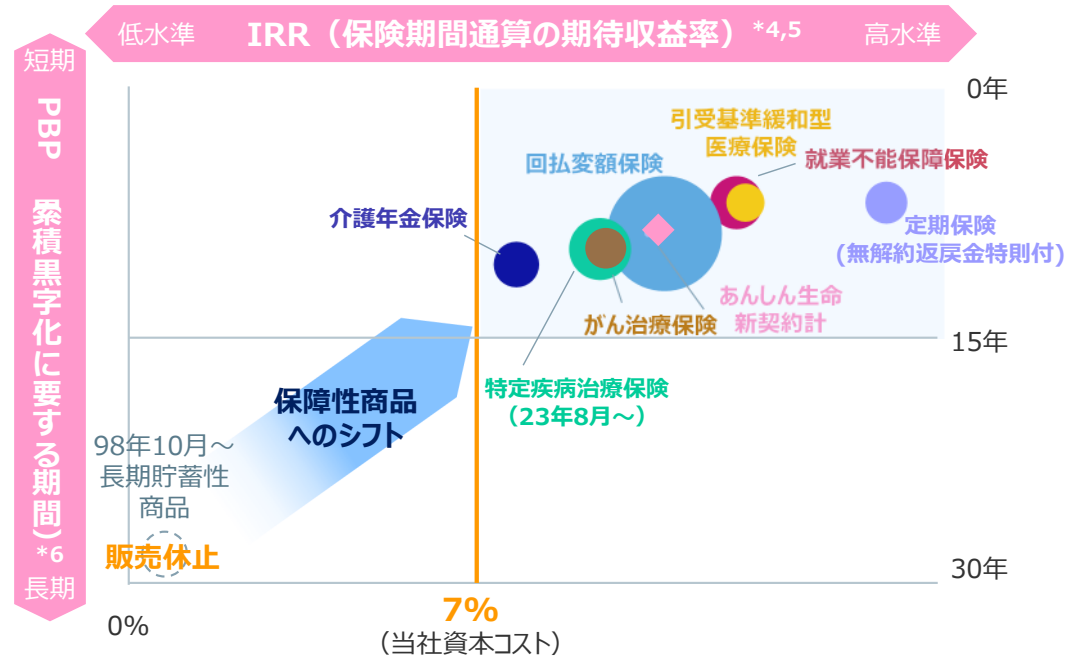 低水準 IRR（保険期間通算の期待収益率）*4,5 高水準
短期
PBP 累積黒字化に要する期間）*6
長期
0年
引受基準緩和型
医療保険
回払変額保険
就業不能保障保険
介護年金保険
定期保険
(無解約返戻金特則付)
あんしん生命
新契約計
がん治療保険
15年
特定疾病治療保険
（23年8月～）
保障性商品
へのシフト
98年10月～
長期貯蓄性
商品
販売休止
30年
0%
7%
（当社資本コスト）